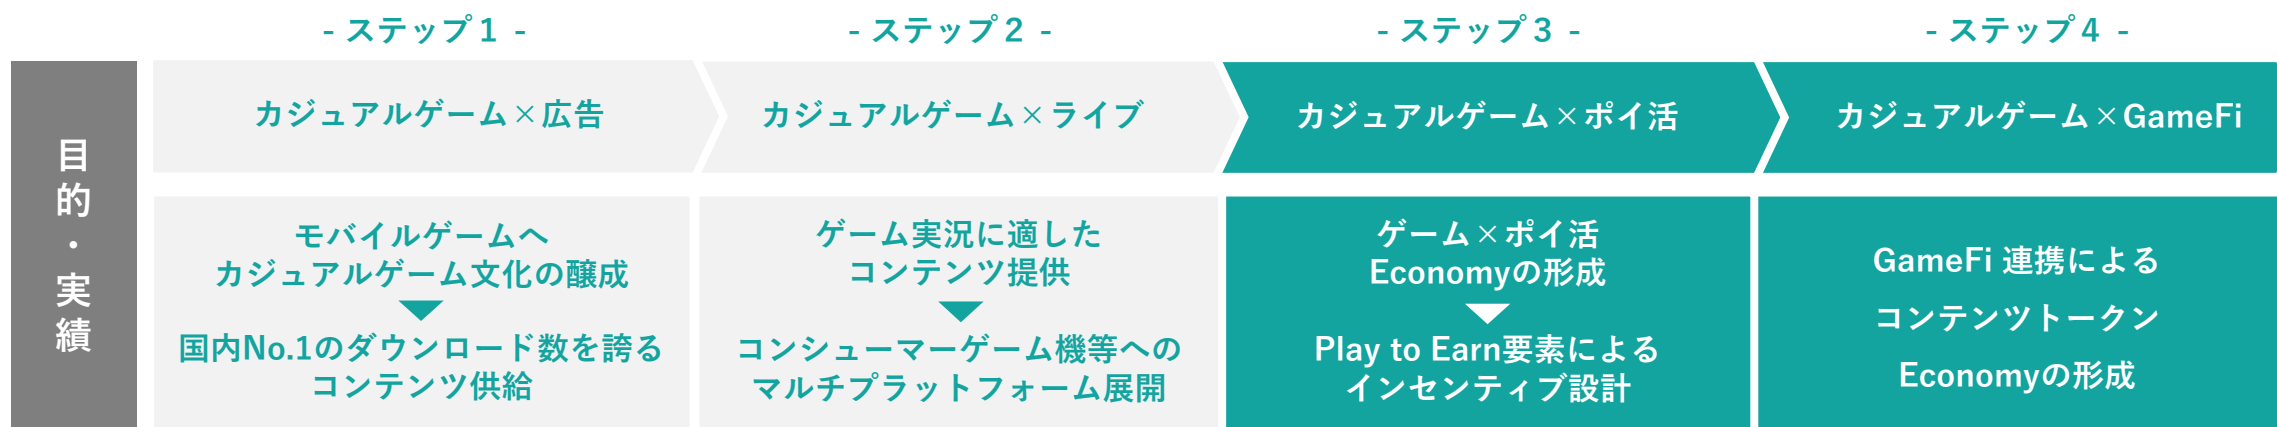 - ステップ1 -
- ステップ2 -
- ステップ3 -
- ステップ4 -
目的・実績
カジュアルゲーム×広告
カジュアルゲーム×ライブ
カジュアルゲーム×ポイ活
カジュアルゲーム×GameFi
モバイルゲームへ
カジュアルゲーム文化の醸成
国内No.1のダウンロード数を誇る
コンテンツ供給
ゲーム実況に適した
コンテンツ提供
コンシューマーゲーム機等への
マルチプラットフォーム展開
ゲーム×ポイ活
Economyの形成
Play to Earn要素による
インセンティブ設計
GameFi 連携による
コンテンツトークン
Economyの形成